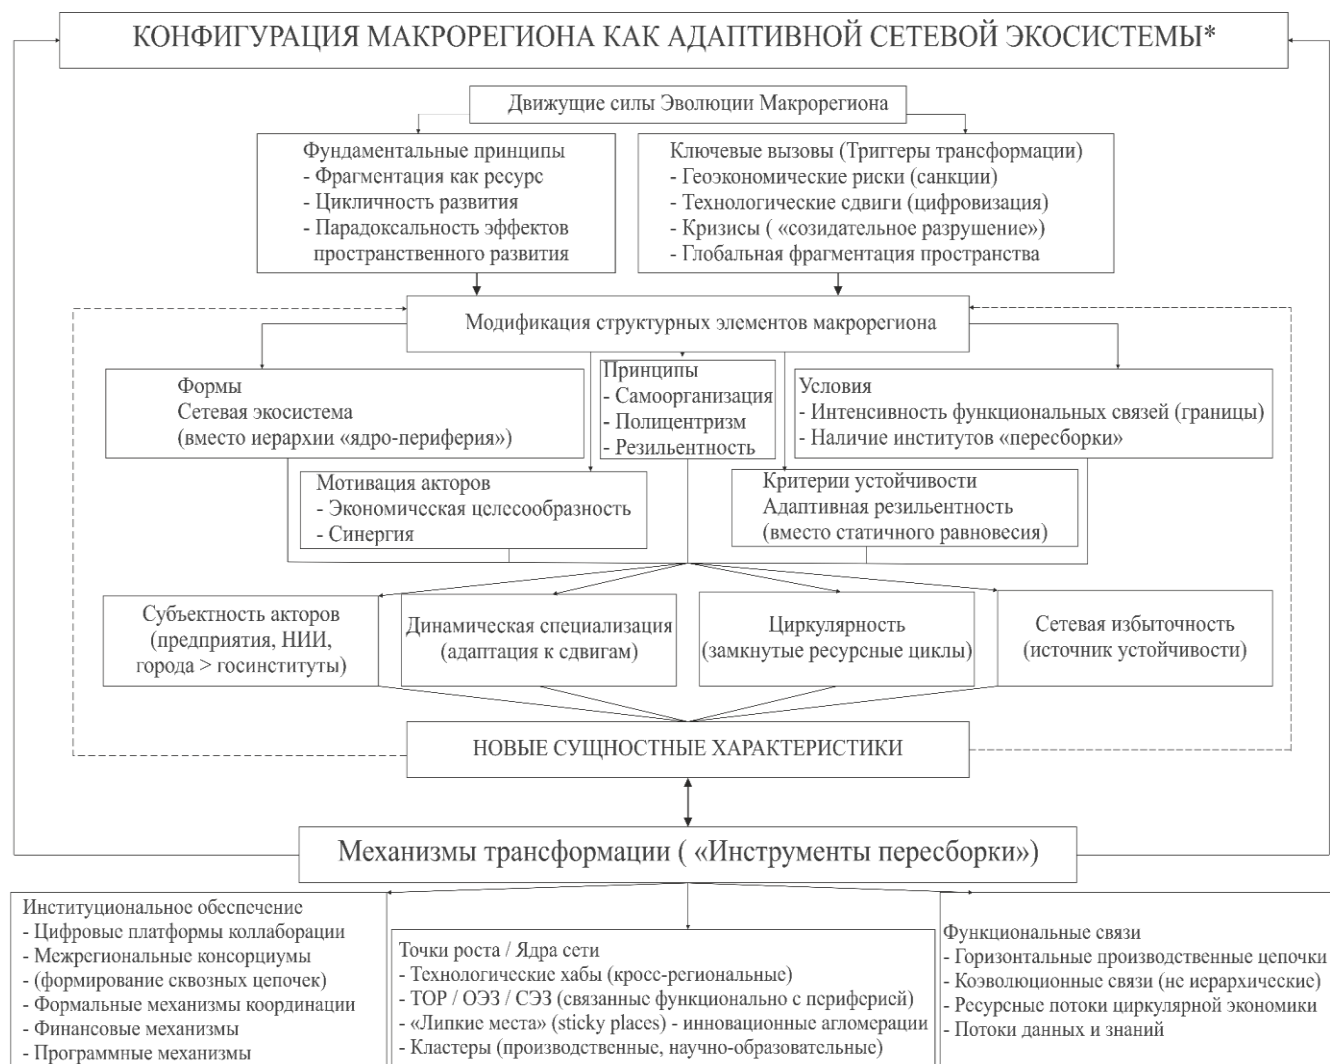 КОНФИГУРАЦИЯ МАКРОРЕГИОНА КАК АДАПТИВНОЙ СЕТЕВОЙ ЭКОСИСТЕМЫ*
Движущие силы Эволюции Макрорегиона
Фундаментальные принципы
- Фрагментация как ресурс
- Цикличность развития
- Парадоксальность эффектов
пространственного развития
Ключевые вызовы (Триггеры трансформации)
- Геоэкономические риски (санкции)
- Технологические сдвиги (цифровизация)
- Кризисы ( «созидательное разрушение»)
- Глобальная фрагментация пространства
Модификация структурных элементов макрорегиона
Формы
Сетевая экосистема
(вместо иерархии «ядро-периферия»)
Принципы
- Самоорганизация
- Полицентризм
- Резильентность
Условия
- Интенсивность функциональных связей (границы)
- Наличие институтов «пересборки»
Мотивация акторов
- Экономическая целесообразность
- Синергия
Критерии устойчивости
Адаптивная резильентность
(вместо статичного равновесия)
Субъектность акторов
(предприятия, НИИ,
города > госинституты)
Динамическая специализация
(адаптация к сдвигам)
Циркулярность
(замкнутые ресурсные циклы)
Сетевая избыточность
(источник устойчивости)
НОВЫЕ СУЩНОСТНЫЕ ХАРАКТЕРИСТИКИ
Механизмы трансформации ( «Инструменты пересборки»)
Институциональное обеспечение
- Цифровые платформы коллаборации
- Межрегиональные консорциумы
- (формирование сквозных цепочек)
- Формальные механизмы координации
- Финансовые механизмы
- Программные механизмы
Точки роста / Ядра сети
- Технологические хабы (кросс-региональные)
- ТОР / ОЭЗ / СЭЗ (связанные функционально с периферией)
- «Липкие места» (sticky places) - инновационные агломерации
- Кластеры (производственные, научно-образовательные)
Функциональные связи
- Горизонтальные производственные цепочки
- Коэволюционные связи (не иерархические)
- Ресурсные потоки циркулярной экономики
- Потоки данных и знаний